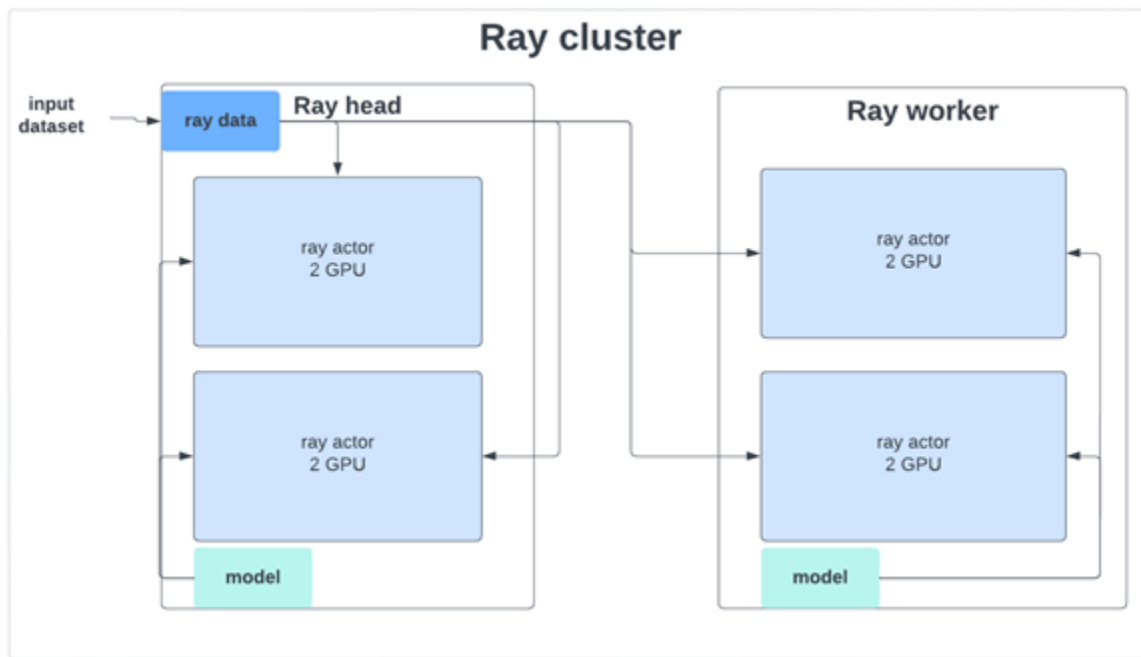 Ray cluster
input
dataset
ray data
Ray head
ray actor
2 GPU
ray actor
2 GPU
model
Ray worker
ray actor
2 GPU
ray actor
2 GPU
model